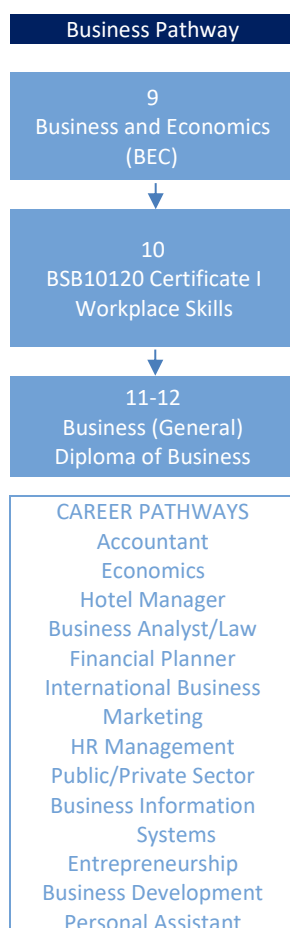 Business Pathway
9
Business and Economics
(BEC)
10
BSB10120 Certificate I
Workplace Skills
11-12
Business (General)
Diploma of Business
CAREER PATHWAYS
Accountant
Economics
Hotel Manager
Business Analyst/Law
Financial Planner
International Business
Marketing
HR Management
Public/Private Sector
Business Information
Systems
Entrepreneurship
Business Development
Personal Assistant